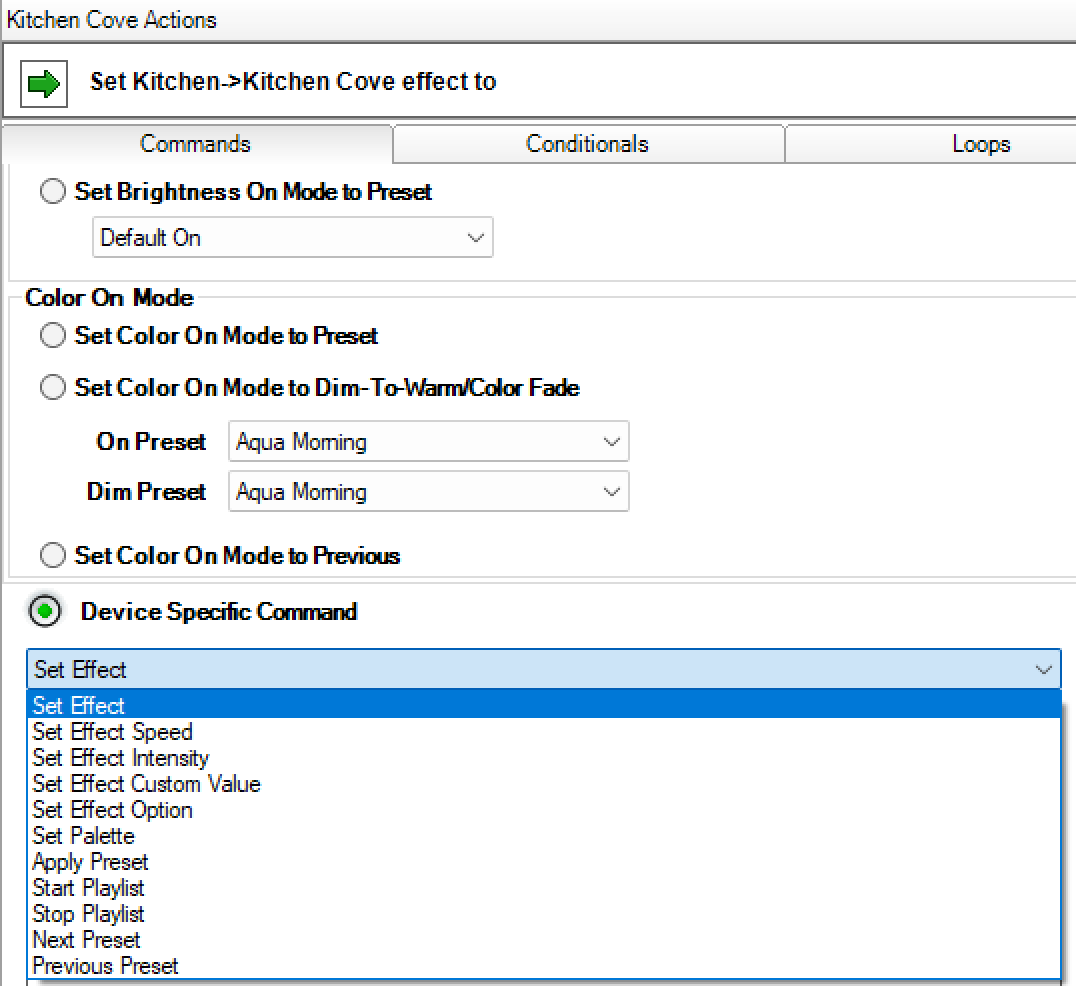 Kitchen Cove Actions
Set Kitchen->Kitchen Cove effect to
Commands Conditionals Loops
Set Brightness On Mode to Preset
Default On
Color On Mode
Set Color On Mode to Preset
Set Color On Mode to Dim-To-Warm/Color Fade
On Preset Aqua Morning
Dim Preset Aqua Morning
Set Color On Mode to Previous
Device Specific Command
Set Effect
Set Effect
Set Effect Speed
Set Effect Intensity
Set Effect Custom Value
Set Effect Option
Set Palette
Apply Preset
Start Playlist
Stop Playlist
Next Preset
Previous Preset